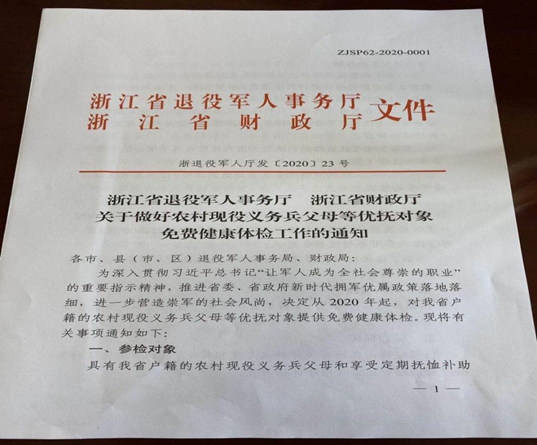 ZJSP62-2020-0001
浙江省退役军人事务厅
浙江省财政厅 文件
浙退役军人厅发〔2020〕23号
浙江省退役军人事务厅 浙江省财政厅
关于做好农村现役义务兵父母等优抚对象
免费健康体检工作的通知
各市、县（市、区）退役军人事务局、财政局：
为深入贯彻习近平总书记“让军人成为全社会尊崇的职业”
的重要指示精神，推进省委、省政府新时代拥军优属政策落地落
细，进一步营造崇军的社会风尚，决定从 2020 年起，对我省户
籍的农村现役义务兵父母等优抚对象提供免费健康体检。现将有
关事项通知如下：
一、参检对象
具有我省户籍的农村现役义务兵父母和享受定期抚恤补助
— 1 —